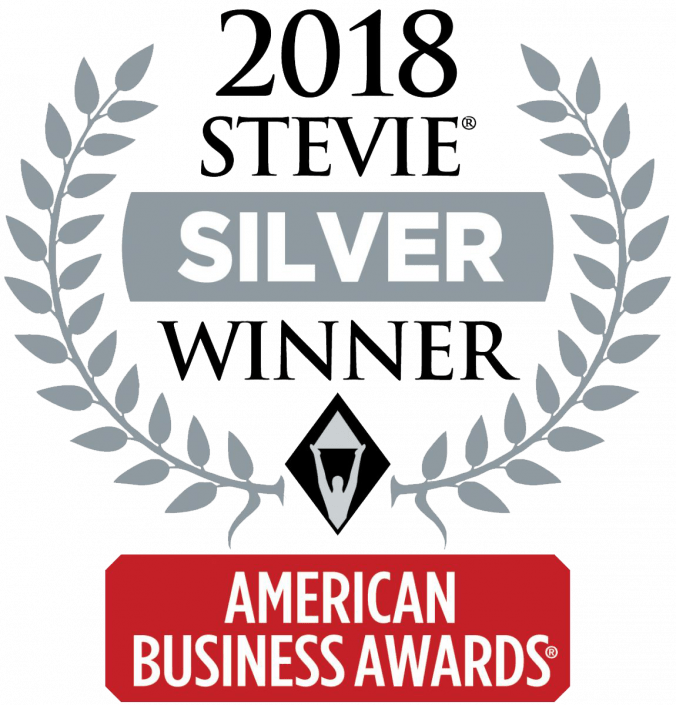 2018
STEVIE®
SILVER
WINNER
AMERICAN
BUSINESS AWARDS®